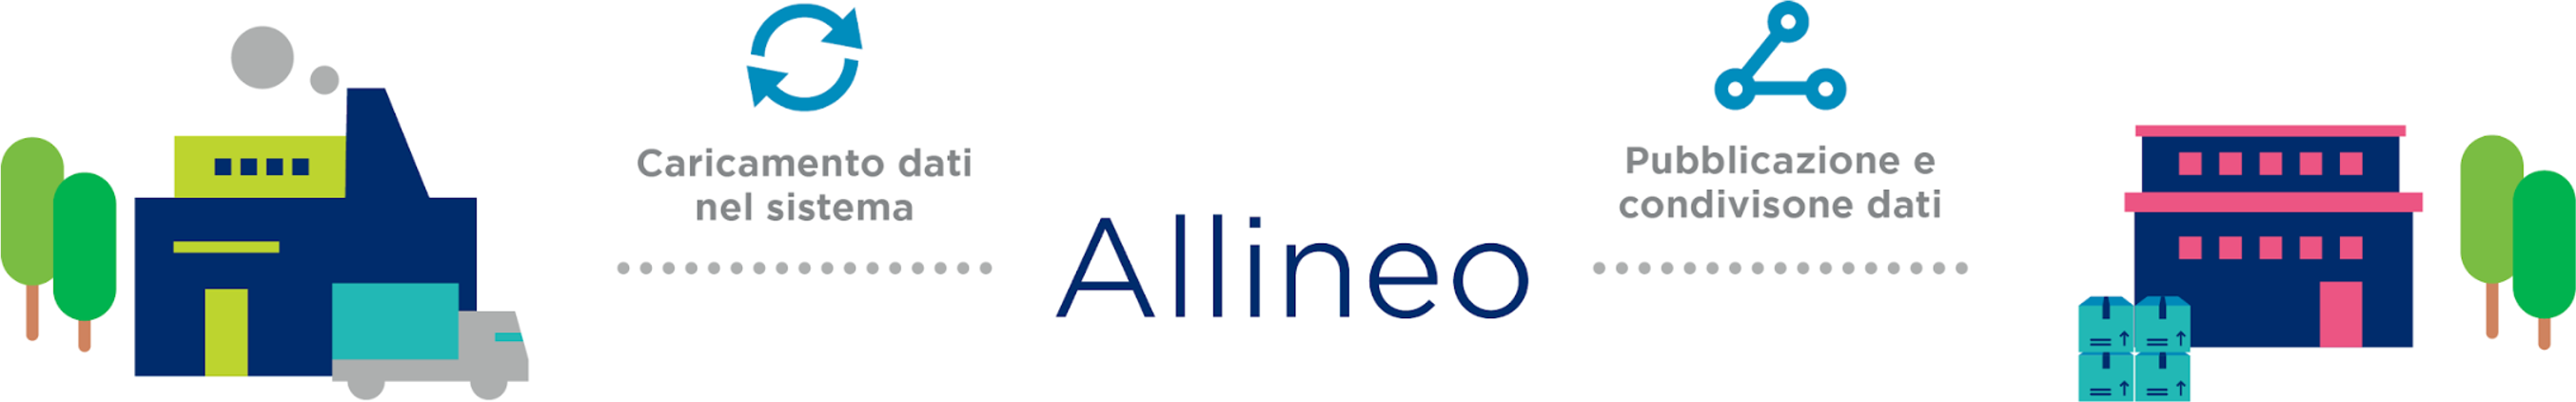 Caricamento dati
nel sistema
Allineo
Pubblicazione e
condivisone dati